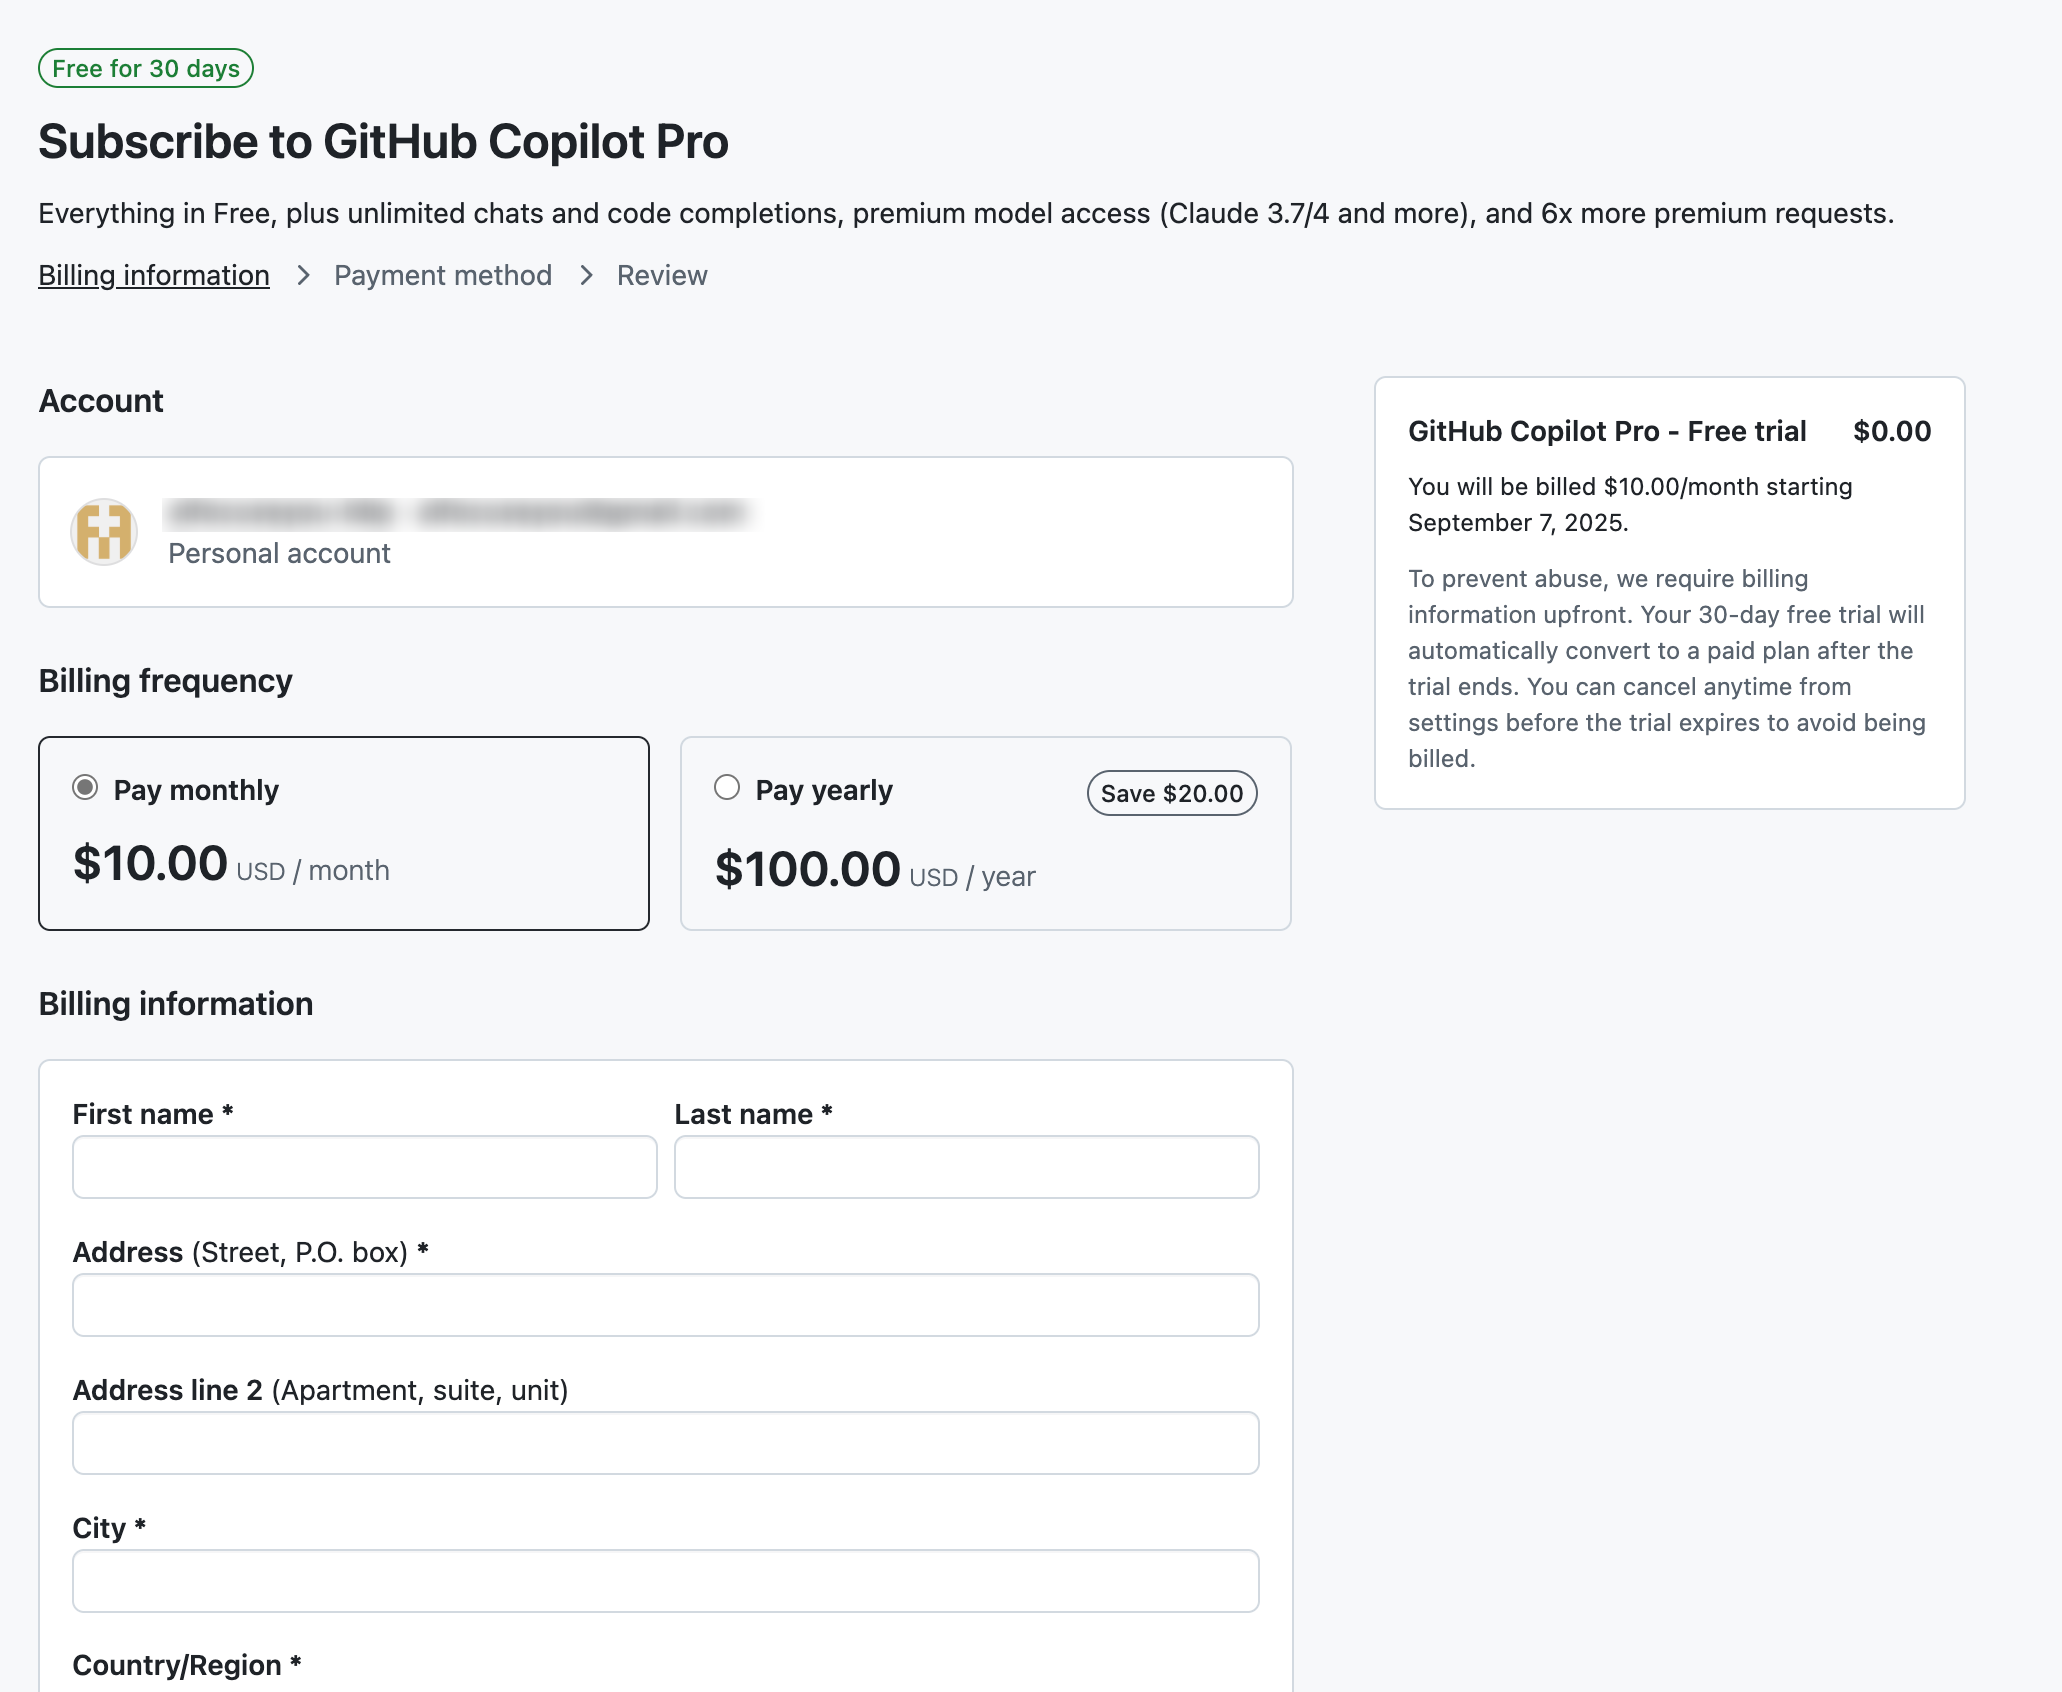 Free for 30 days
Subscribe to GitHub Copilot Pro
Everything in Free, plus unlimited chats and code completions, premium model access (Claude 3.7/4 and more), and 6x more premium requests.
Billing information > Payment method > Review
Account
Personal account
Billing frequency
Pay monthly
$10.00 USD / month
Pay yearly
Save $20.00
$100.00 USD / year
Billing information
First name *
Last name *
Address (Street, P.O. box) *
Address line 2 (Apartment, suite, unit)
City *
Country/Region *
GitHub Copilot Pro - Free trial $0.00
You will be billed $10.00/month starting
September 7, 2025.
To prevent abuse, we require billing
information upfront. Your 30-day free trial will
automatically convert to a paid plan after the
trial ends. You can cancel anytime from
settings before the trial expires to avoid being
billed.